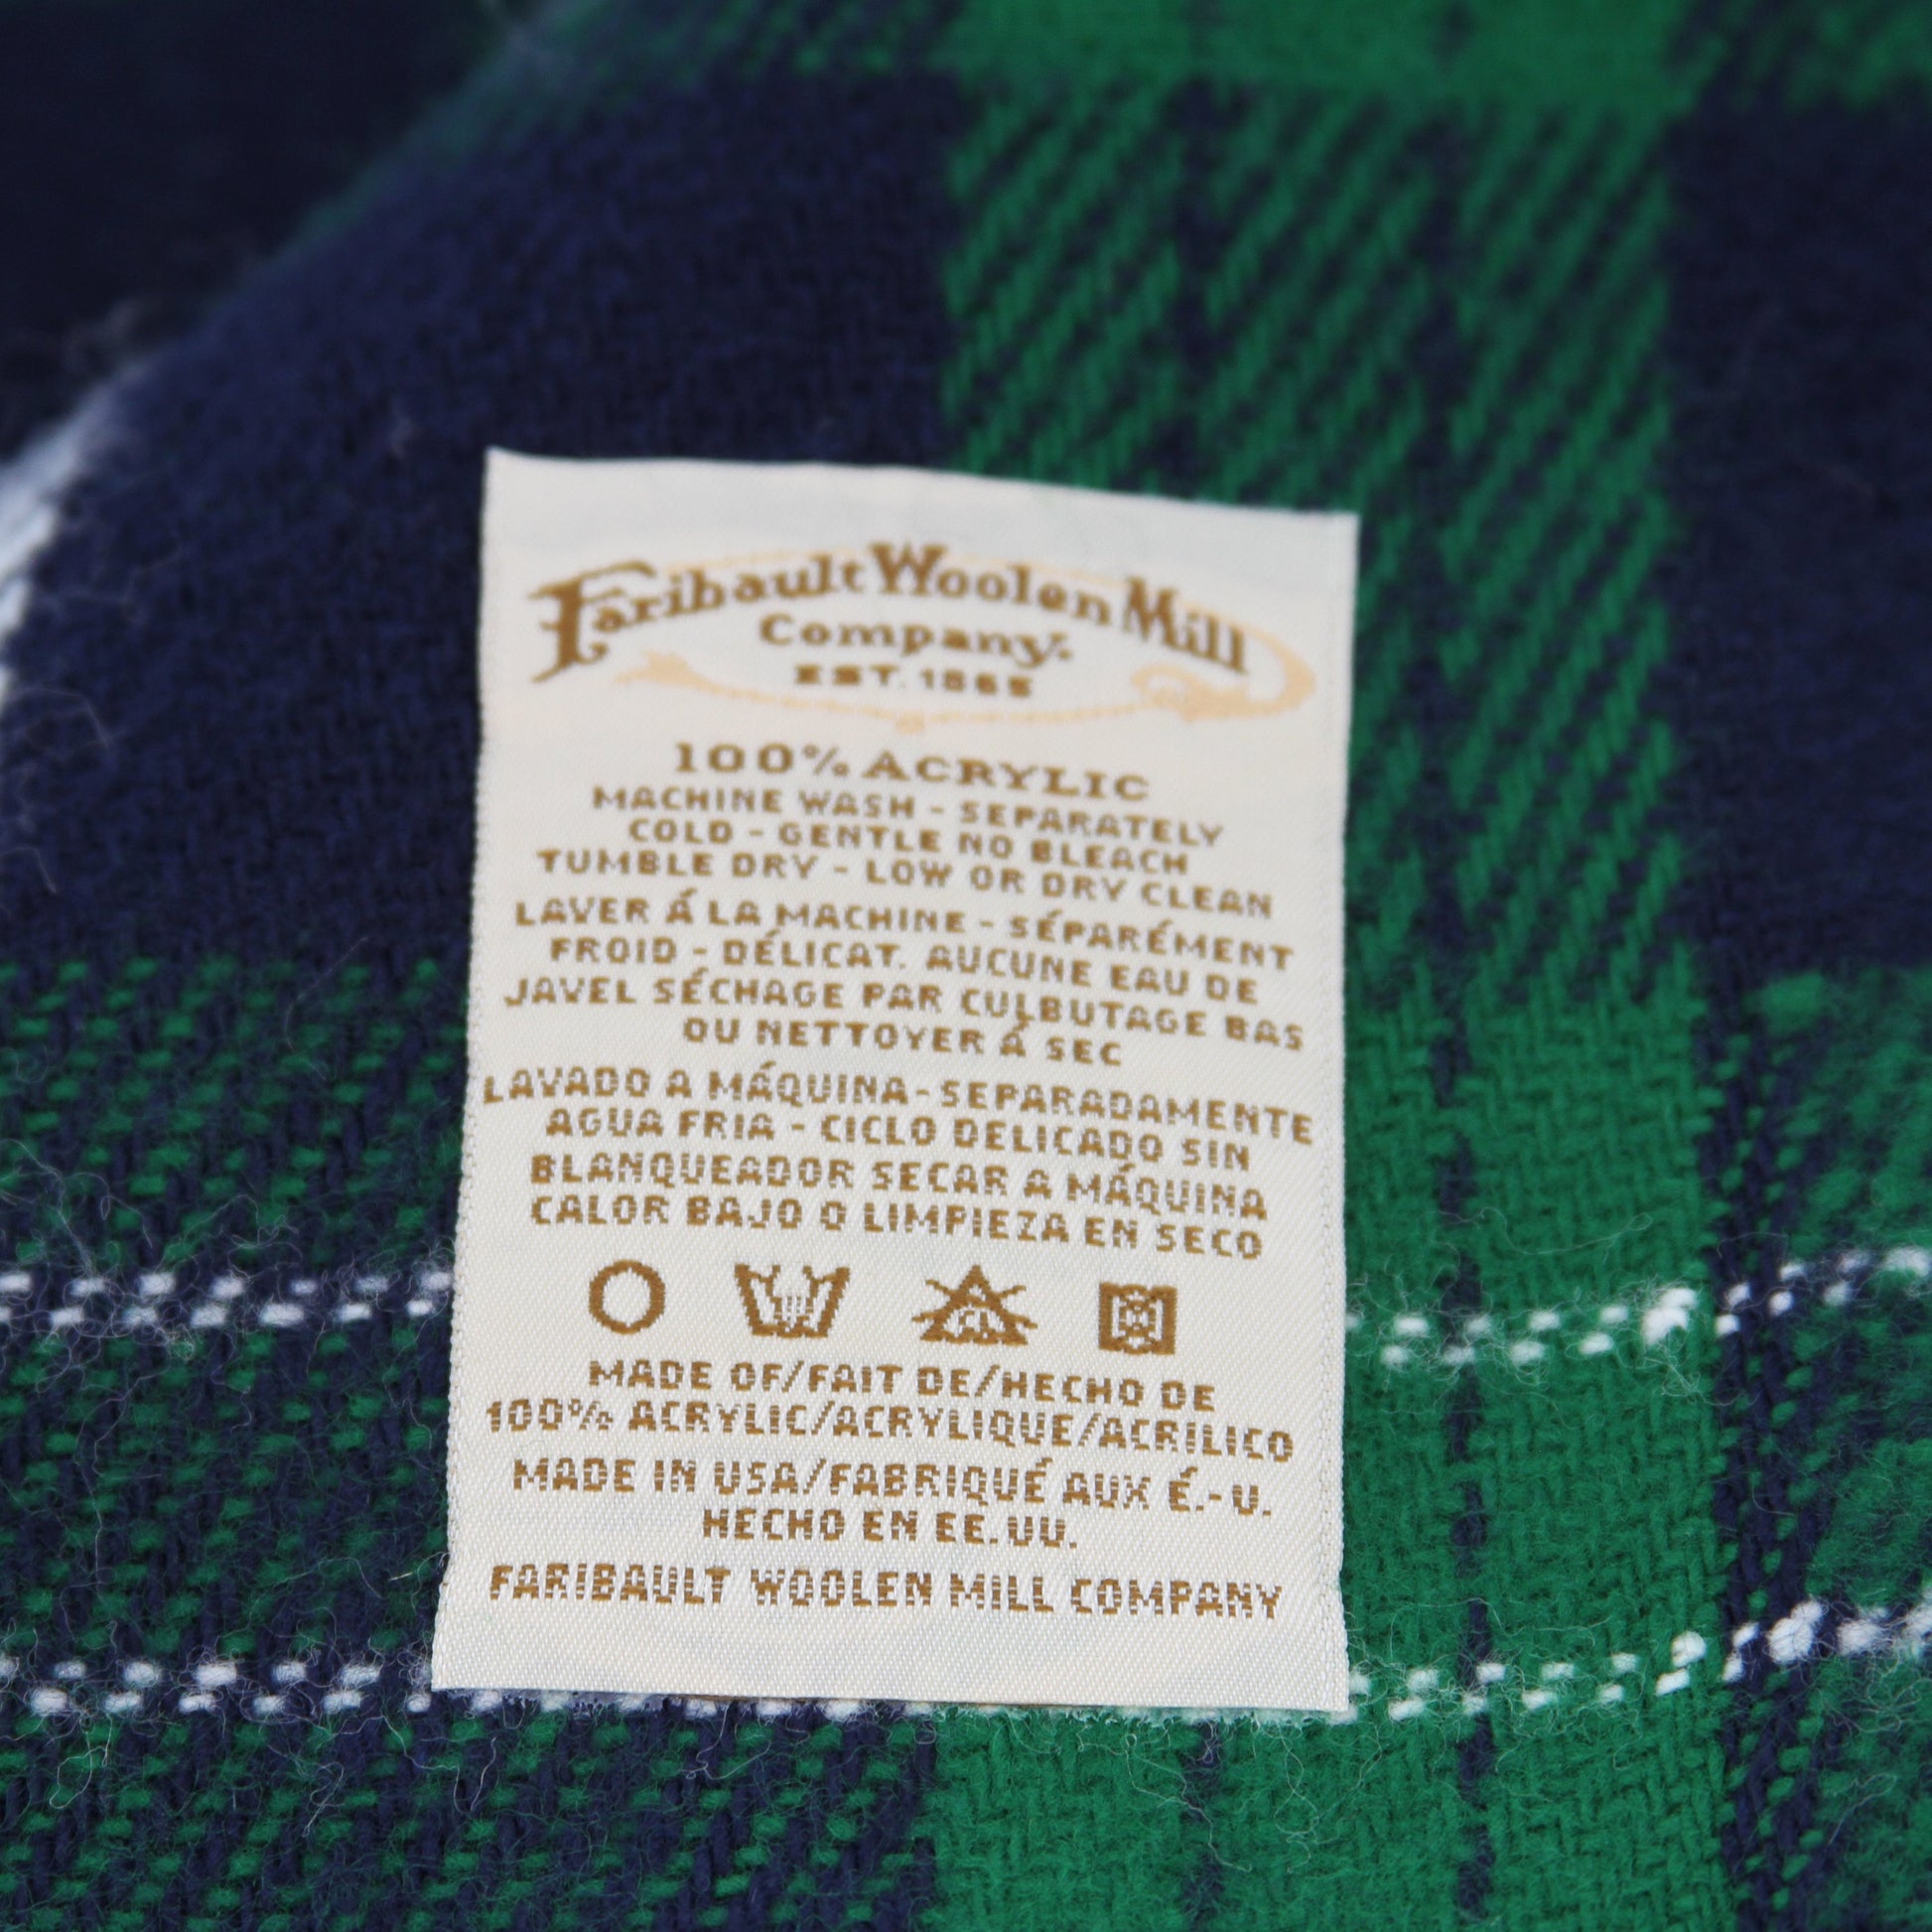 Faribault Woolen Mill
Company.
EST. 1865
100% ACRYLIC
MACHINE WASH - SEPARATELY
COLD - GENTLE NO BLEACH
TUMBLE DRY - LOW OR DRY CLEAN
LAVER Á LA MACHINE - SÉPARÉMENT
FROID - DÉLICAT. AUCUNE EAU DE
JAVEL SÉCHAGE PAR CULBUTAGE BAS
OU NETTOYER Á SEC
LAVADO A MÁQUINA-SEPARADAMENTE
AGUA FRIA - CICLO DELICADO SIN
BLANQUEADOR SECAR A MÁQUINA
CALOR BAJO O LIMPIEZA EN SECO
MADE OF/FAIT DE/HECHO DE
100% ACRYLIC/ACRYLIQUE/ACRÍLICO
MADE IN USA/FABRIQUÉ AUX É.-U.
HECHO EN EE.UU.
FARIBAULT WOOLEN MILL COMPANY